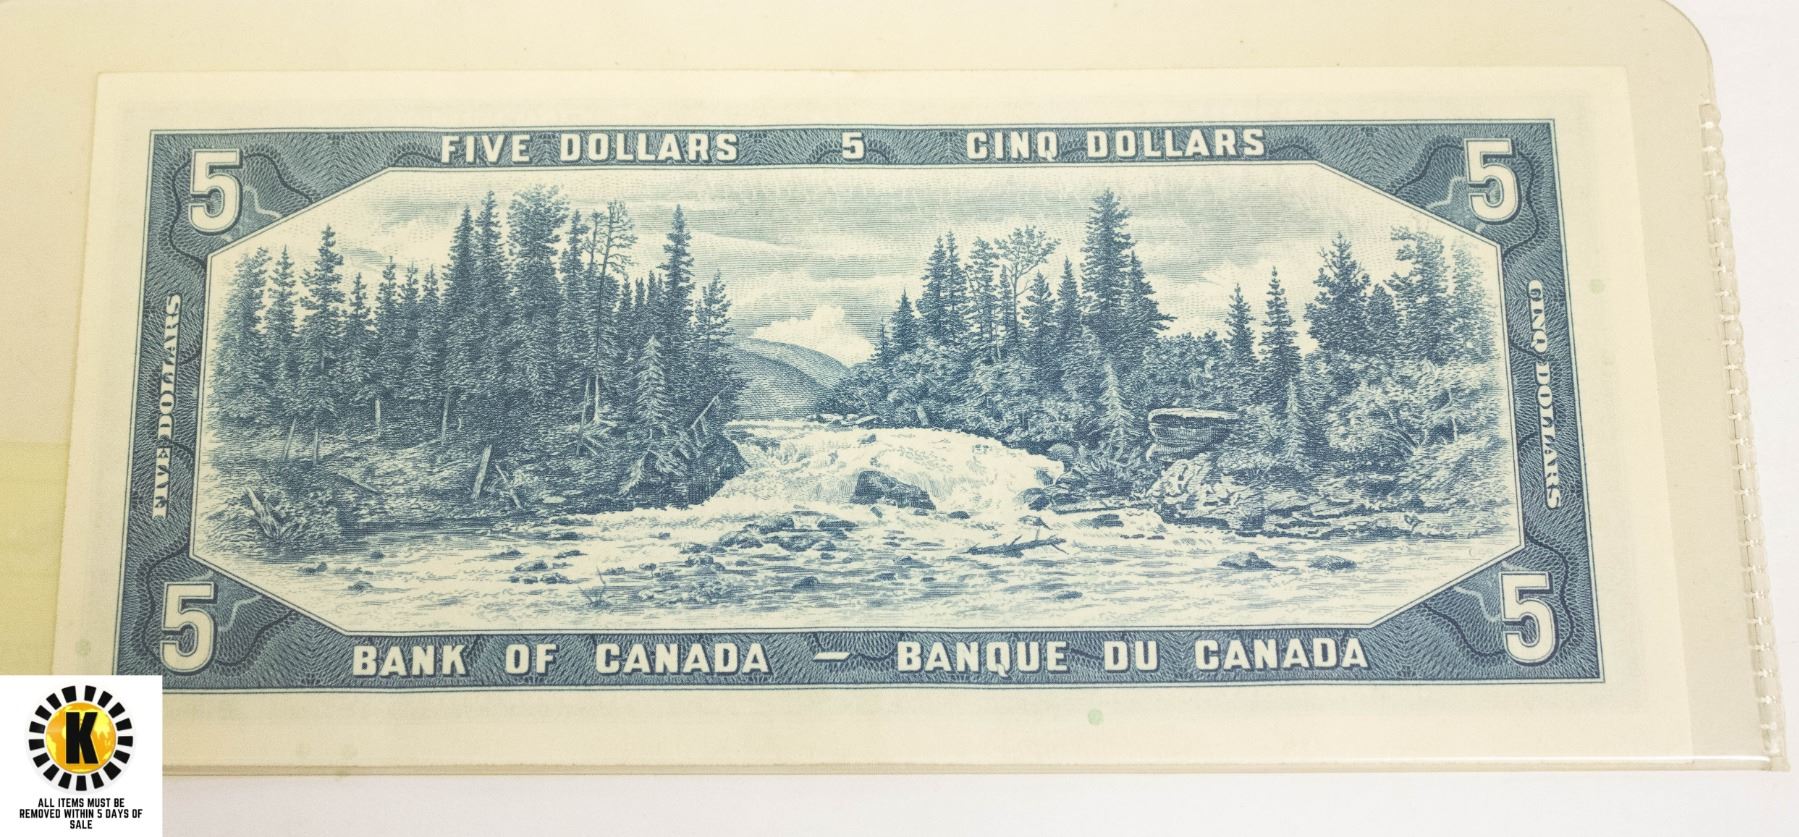 FIVE DOLLARS 5 CINQ DOLLARS
5 5
FIVE DOLLARS
CINQ DOLLARS
5 5
BANK OF CANADA — BANQUE DU CANADA
K
ALL ITEMS MUST BE
REMOVED WITHIN 5 DAYS OF
SALE